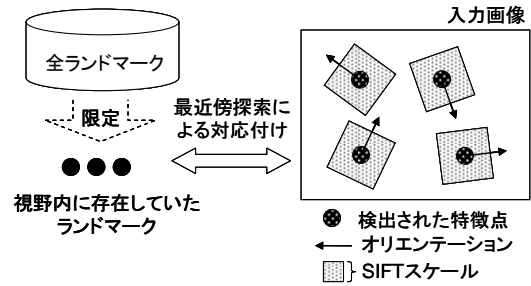 入力画像
全ランドマーク
限定
最近傍探索に
よる対応付け
視野内に存在していた
ランドマーク
検出された特徴点
オリエンテーション
SIFTスケール